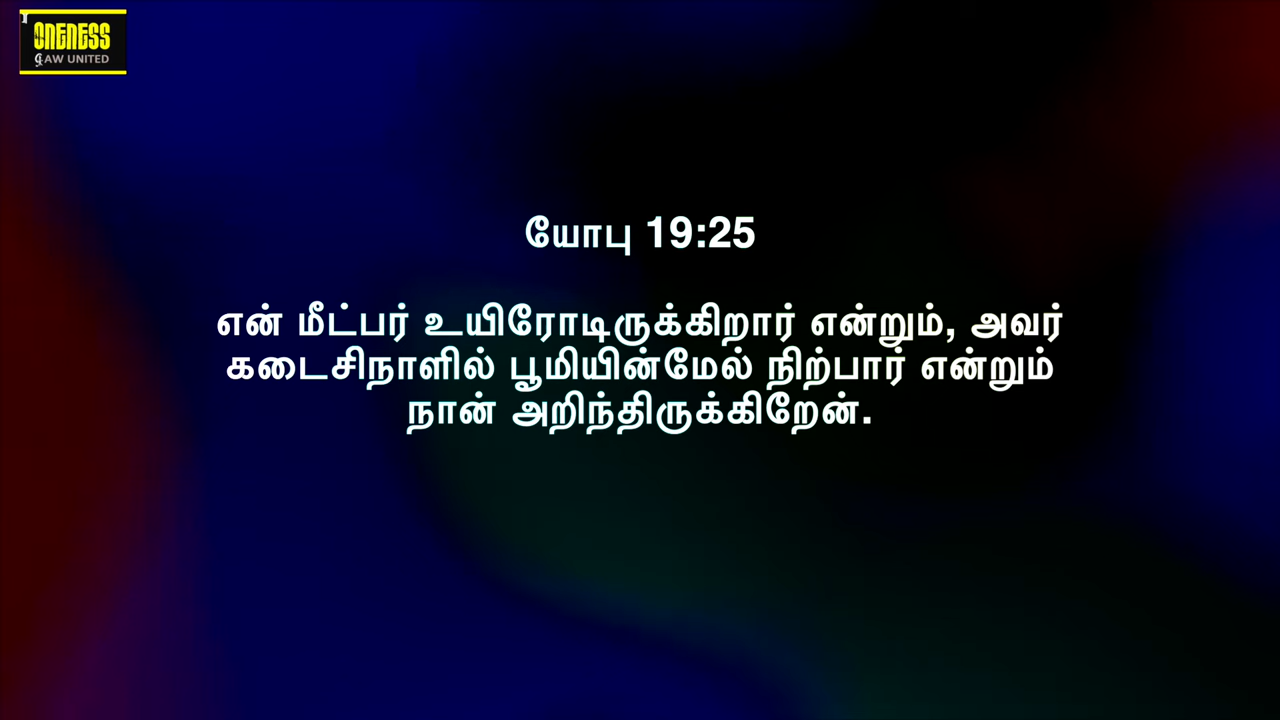 ONENESS
LAW UNITED
யோபு 19:25
என் மீட்பர் உயிரோடிருக்கிறார் என்றும், அவர்
கடைசிநாளில் பூமியின்மேல் நிற்பார் என்றும்
நான் அறிந்திருக்கிறேன்.